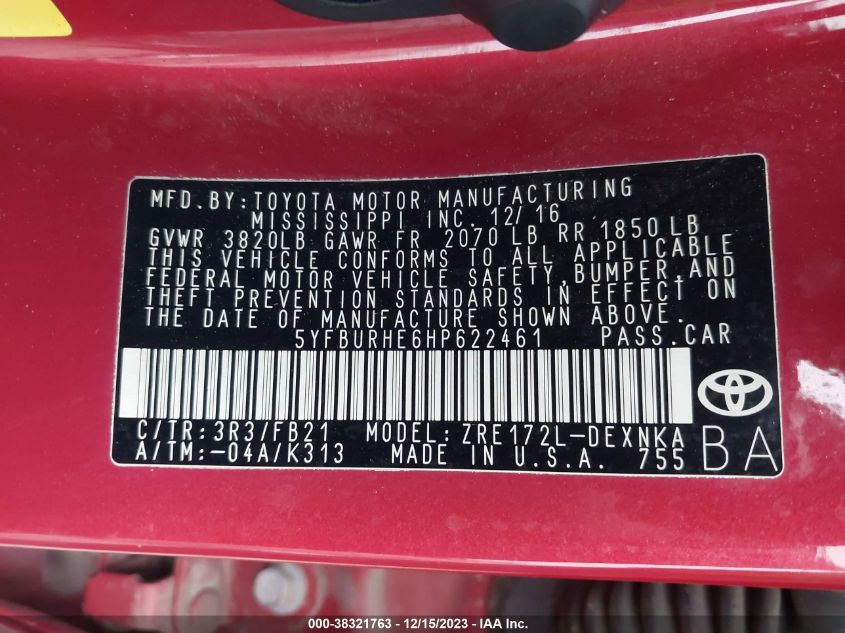 MFD.BY:TOYOTA MOTOR MANUFACTURING
MISSISSIPPI INC. 12/16
GVWR 3820LB GAWR FR 2070 LB RR 1850 LB
THIS VEHICLE CONFORMS TO ALL APPLICABLE
FEDERAL MOTOR VEHICLE SAFETY,BUMPER,AND
THEFT PREVENTION STANDARDS IN EFFECT ON
THE DATE OF MANUFACTURE SHOWN ABOVE.
5YFBURHE6HP622461 PASS.CAR
C/TR:3R3/FB21 MODEL:ZRE172L-DEXNKA
A/TM:-04A/K313 MADE IN U.S.A. 755 BA
000-38321763 - 12/15/2023 - IAA Inc.